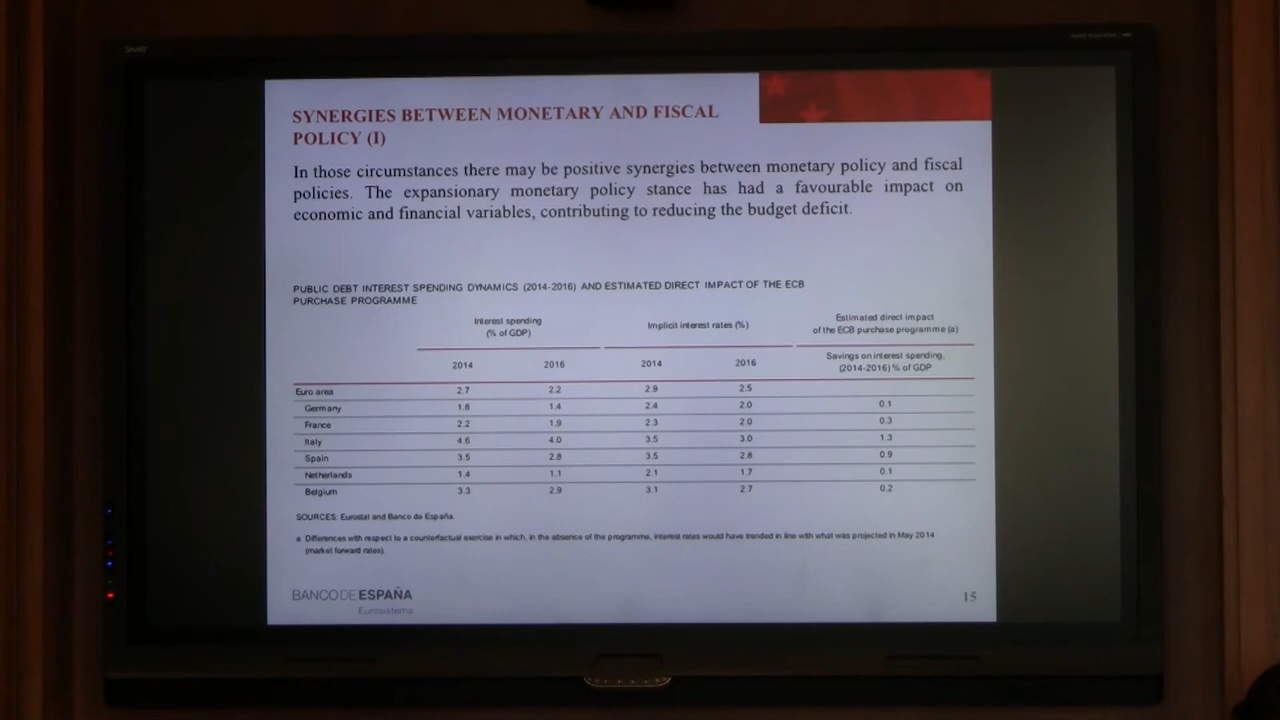 SHARP
SYNERGIES BETWEEN MONETARY AND FISCAL
POLICY (I)
In those circumstances there may be positive synergies between monetary policy and fiscal
policies. The expansionary monetary policy stance has had a favourable impact on
economic and financial variables, contributing to reducing the budget deficit.
PUBLIC DEBT INTEREST SPENDING DYNAMICS (2014-2016) AND ESTIMATED DIRECT IMPACT OF THE ECB
PURCHASE PROGRAMME
Interest spending
(% of GDP)
Implicit interest rates (%)
Estimated direct impact
of the ECB purchase programme (a)
2014 2016 2014 2016
Savings on interest spending,
(2014-2016) % of GDP
Euro area 2.7 2.2 2.9 2.5
Germany 1.8 1.4 2.4 2.0 0.1
France 2.2 1.9 2.3 2.0 0.3
Italy 4.6 4.0 3.5 3.0 1.3
Spain 3.5 2.8 3.5 2.8 0.9
Netherlands 1.4 1.1 2.1 1.7 0.1
Belgium 3.3 2.9 3.1 2.7 0.2
SOURCES: Eurostat and Banco de España.
a Differences with respect to a counterfactual exercise in which, in the absence of the programme, interest rates would have trended in line with what was projected in May 2014
(market forward rates).
BANCO DE ESPAÑA
Eurosistema
15